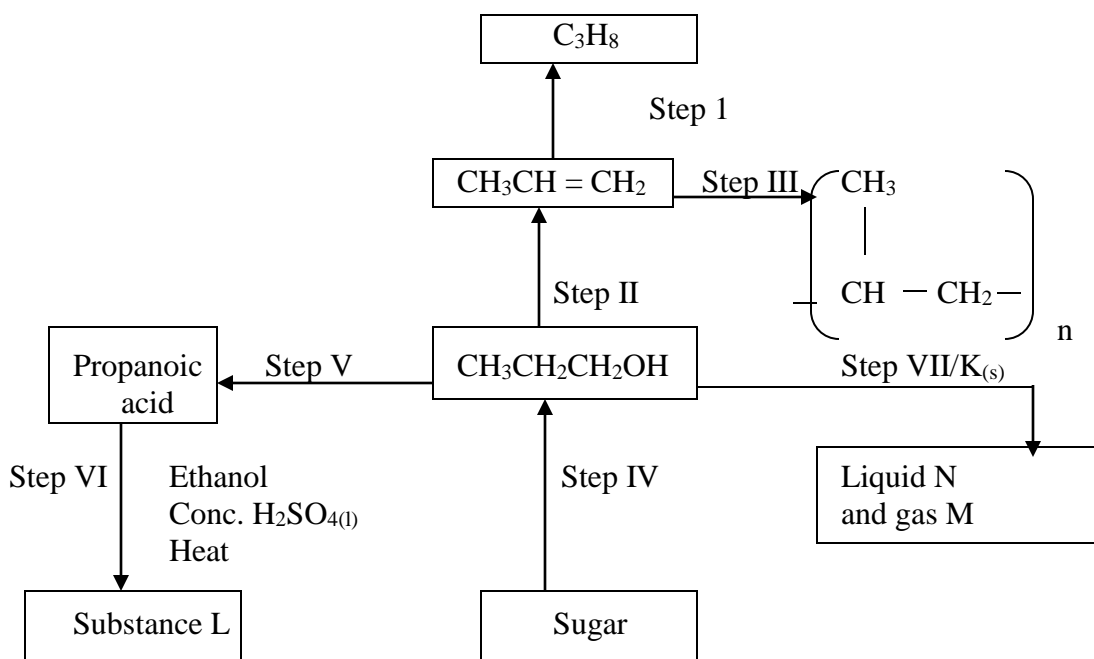 C₃H₈
Step 1
CH₃CH = CH₂
Step III
CH₃
CH — CH₂ —
n
Step II
Propanoic
acid
Step V
CH₃CH₂CH₂OH
Step VII/K₍ₛ₎
Step VI
Ethanol
Conc. H₂SO₄₍ₗ₎
Heat
Step IV
Liquid N
and gas M
Substance L
Sugar